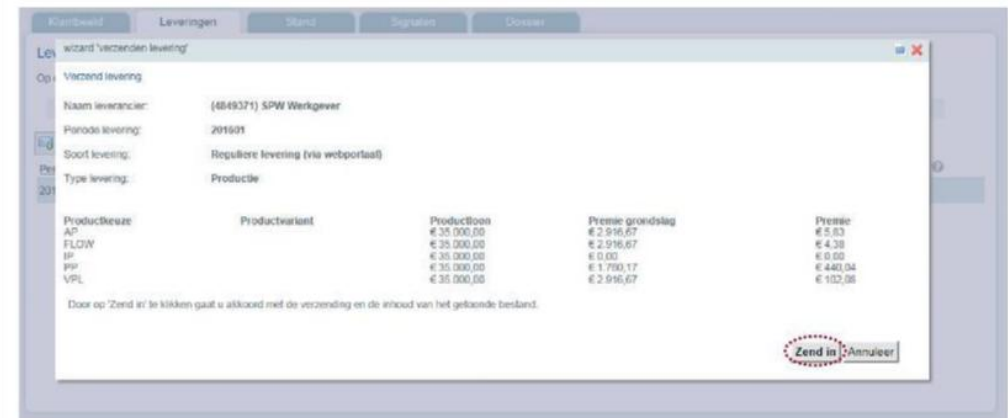 Klantbeeld Leveringen Stand Signalen Dossier
wizard 'verzenden levering'
Verzend levering
Naam leverancier: (4849371) SPW Werkgever
Periode levering: 201601
Soort levering: Reguliere levering (via webportaal)
Type levering: Productie
Productkeuze Productvariant Productloon Premie grondslag Premie
AP € 35.000,00 € 2.916,67 € 5,83
FLOW € 35.000,00 € 2.916,67 € 4,38
IP € 35.000,00 € 0,00 € 0,00
PP € 35.000,00 € 1.760,17 € 440,04
VPL € 35.000,00 € 2.916,67 € 102,08
Door op 'Zend in' te klikken gaat u akkoord met de verzending en de inhoud van het getoonde bestand.
Zend in Annuleer